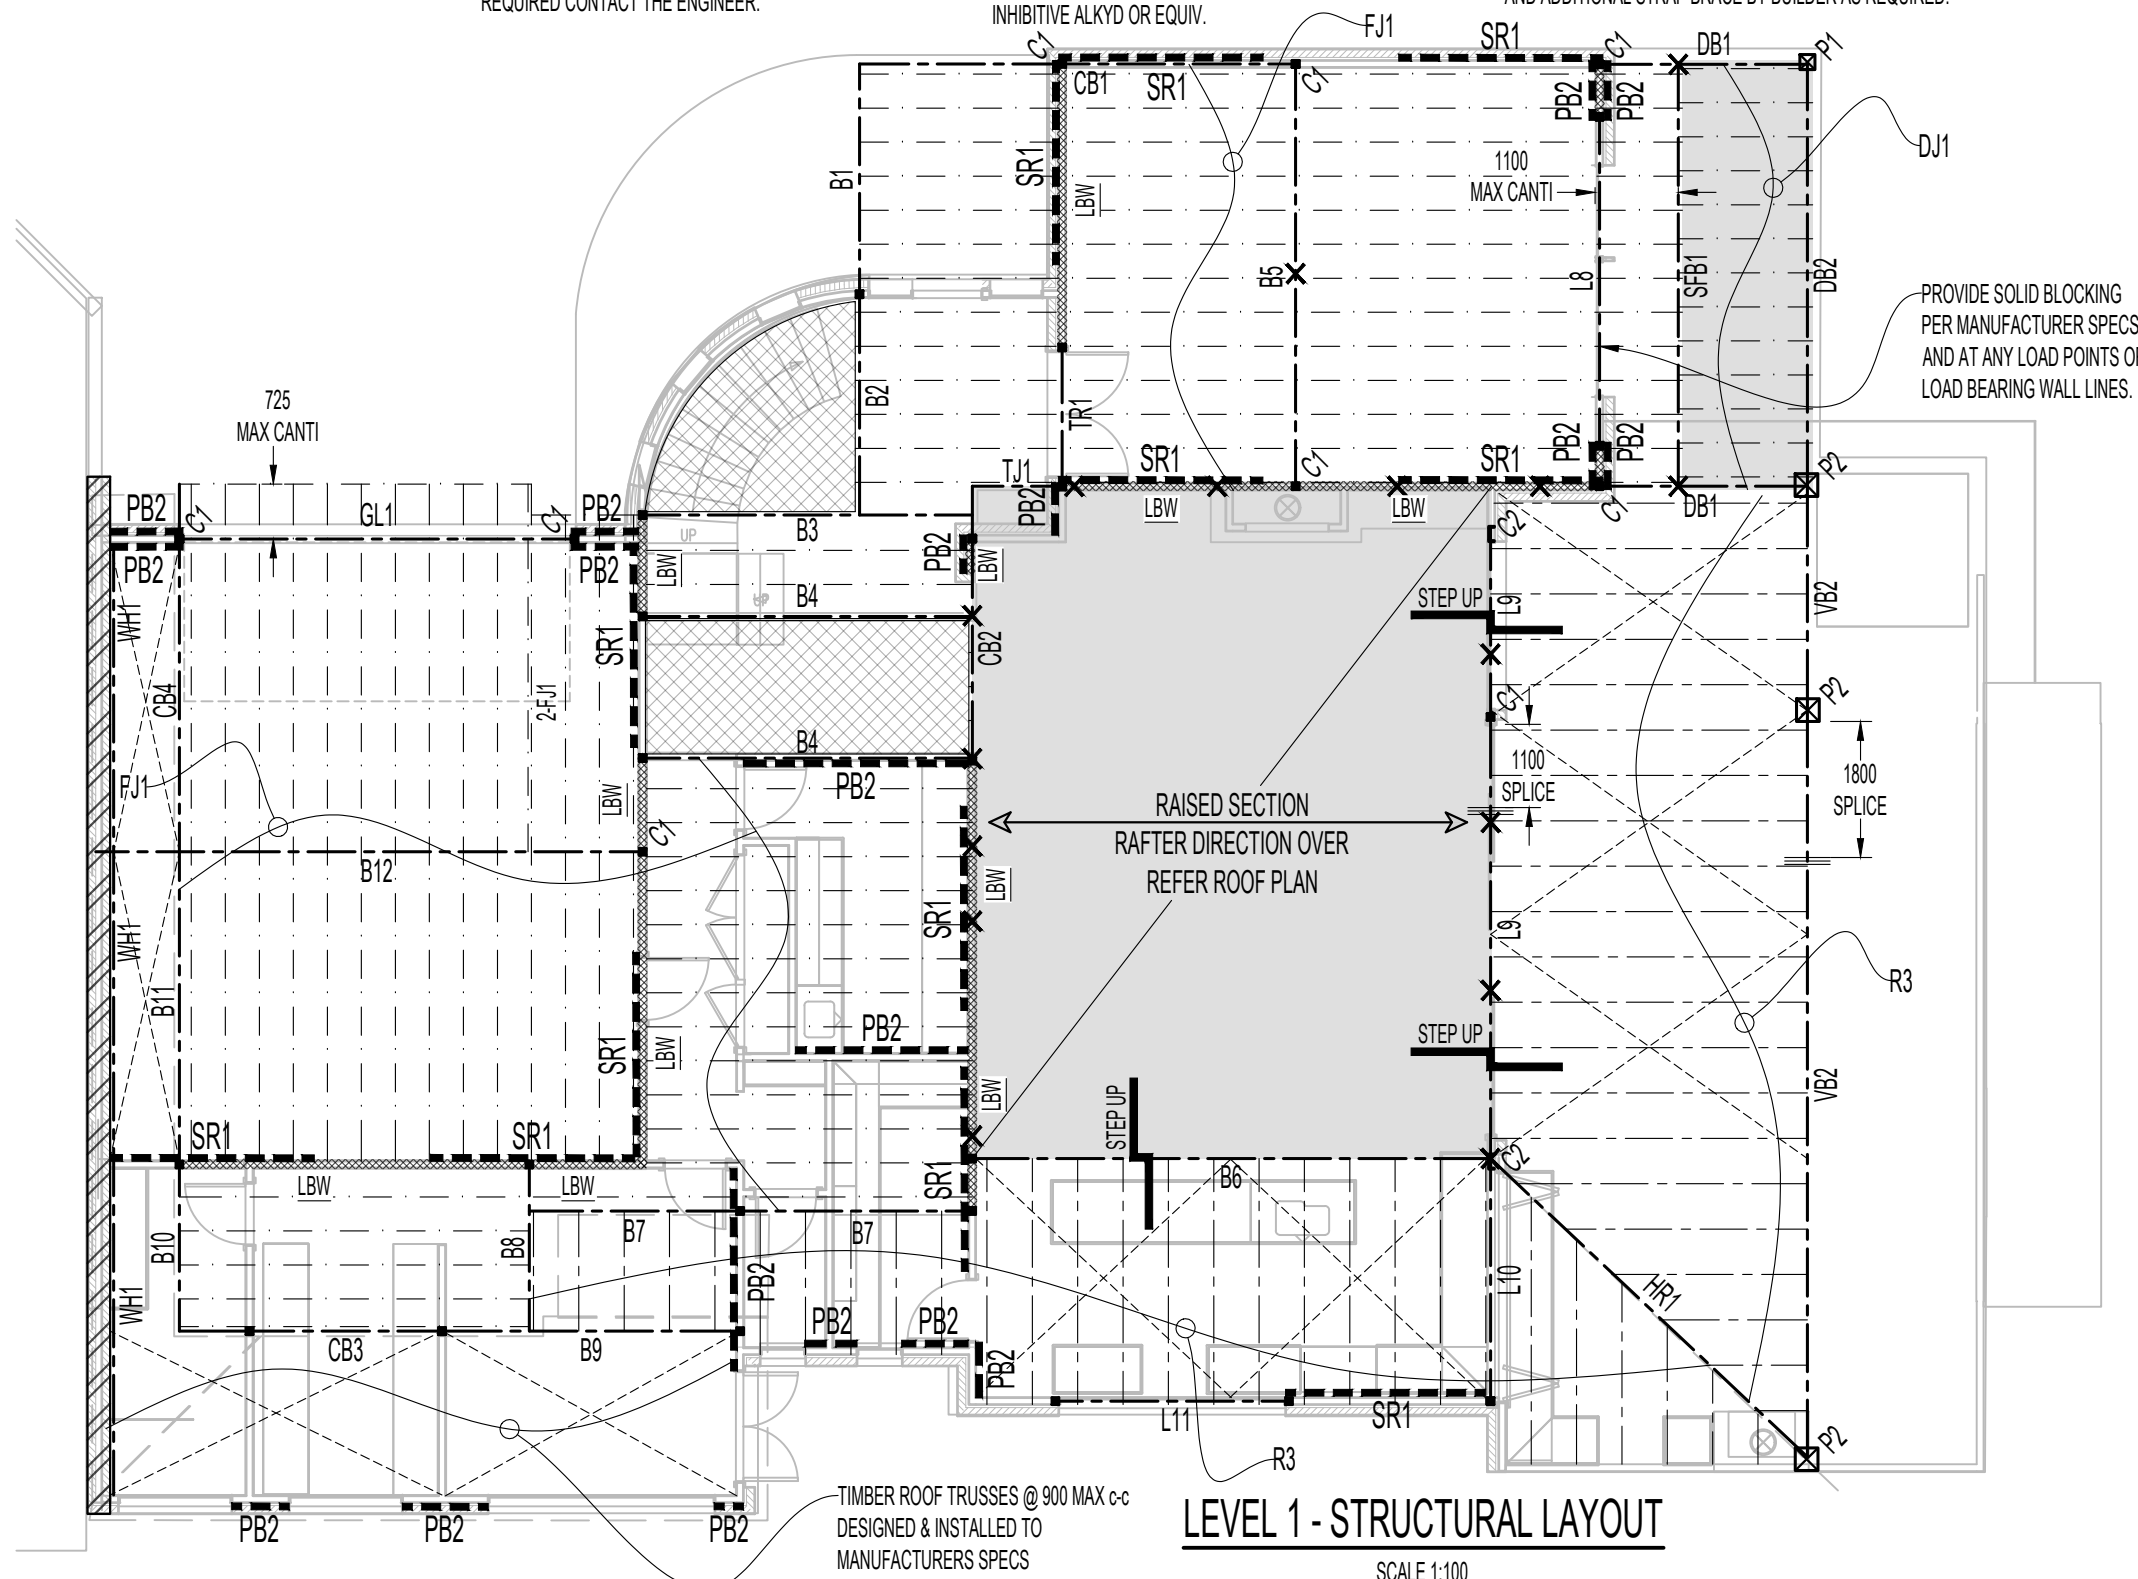 REQUIRED CONTACT THE ENGINEER.
INHIBITIVE ALKYD OR EQUIV.
AND ADDITIONAL STRAP BRACE BY BUILDER AS REQUIRED.
FJ1
C1
SR1
C1
DB1
P1
CB1
SR1
C1
PB2
PB2
DJ1
B1
SR1
LBW
1100
MAX CANTI
B5
L8
SFB1
DB2
PROVIDE SOLID BLOCKING
PER MANUFACTURER SPECS
AND AT ANY LOAD POINTS OR
LOAD BEARING WALL LINES.
725
MAX CANTI
B2
TR1
PB2
PB2
TJ1
SR1
C1
SR1
P2
PB2
C1
GL1
C1
PB2
UP
B3
PB2
LBW
LBW
C1
DB1
C2
PB2
PB2
LBW
PB2
LBW
WH1
UP
B4
STEP UP
L9
VB2
SR1
CB2
CB4
2-FJ1
C1
P2
B4
FJ1
LBW
PB2
1100
SPLICE
1800
SPLICE
RAISED SECTION
RAFTER DIRECTION OVER
REFER ROOF PLAN
C1
B12
LBW
WH1
SR1
L9
B11
R3
PB2
STEP UP
SR1
LBW
LBW
VB2
STEP UP
SR1
SR1
SR1
LBW
LBW
C2
B6
B10
B8
B7
B7
WH1
PB2
L10
HR1
CB3
B9
PB2
PB2
PB2
L11
SR1
R3
P2
PB2
PB2
PB2
TIMBER ROOF TRUSSES @ 900 MAX c-c
DESIGNED & INSTALLED TO
MANUFACTURERS SPECS
LEVEL 1 - STRUCTURAL LAYOUT
SCALE 1:100